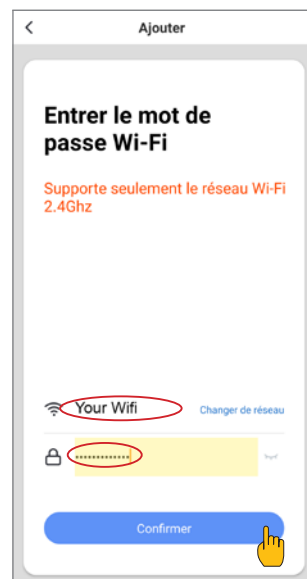 Ajouter
Entrer le mot de
passe Wi-Fi
Supporte seulement le réseau Wi-Fi
2.4Ghz
Your Wifi
Changer de réseau
Confirmer